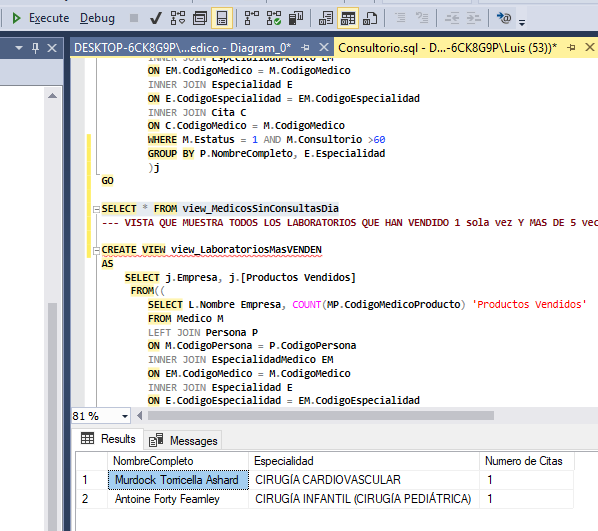 Execute Debug
DESKTOP-6CK8G9P\...edico - Diagram_0* Consultorio.sql - D...-6CK8G9P\Luis (53))*
INNER JOIN EspecialidadMedico EM
ON EM.CodigoMedico = M.CodigoMedico
INNER JOIN Especialidad E
ON E.CodigoEspecialidad = EM.CodigoEspecialidad
INNER JOIN Cita C
ON C.CodigoMedico = M.CodigoMedico
WHERE M.Estatus = 1 AND M.Consultorio >60
GROUP BY P.NombreCompleto, E.Especialidad
)j
GO
SELECT * FROM view_MedicosSinConsultasDia
--- VISTA QUE MUESTRA TODOS LOS LABORATORIOS QUE HAN VENDIDO 1 sola vez Y MAS DE 5 vec
CREATE VIEW view_LaboratoriosMasVENDEN
AS
SELECT j.Empresa, j.[Productos Vendidos]
FROM((
SELECT L.Nombre Empresa, COUNT(MP.CodigoMedicoProducto) 'Productos Vendidos'
FROM Medico M
LEFT JOIN Persona P
ON M.CodigoPersona = P.CodigoPersona
INNER JOIN EspecialidadMedico EM
ON EM.CodigoMedico = M.CodigoMedico
INNER JOIN Especialidad E
ON E.CodigoEspecialidad = EM.CodigoEspecialidad
81 %
Results Messages
NombreCompleto Especialidad Numero de Citas
1 Murdock Torricella Ashard CIRUGÍA CARDIOVASCULAR 1
2 Antoine Forty Fearnley CIRUGÍA INFANTIL (CIRUGÍA PEDIÁTRICA) 1